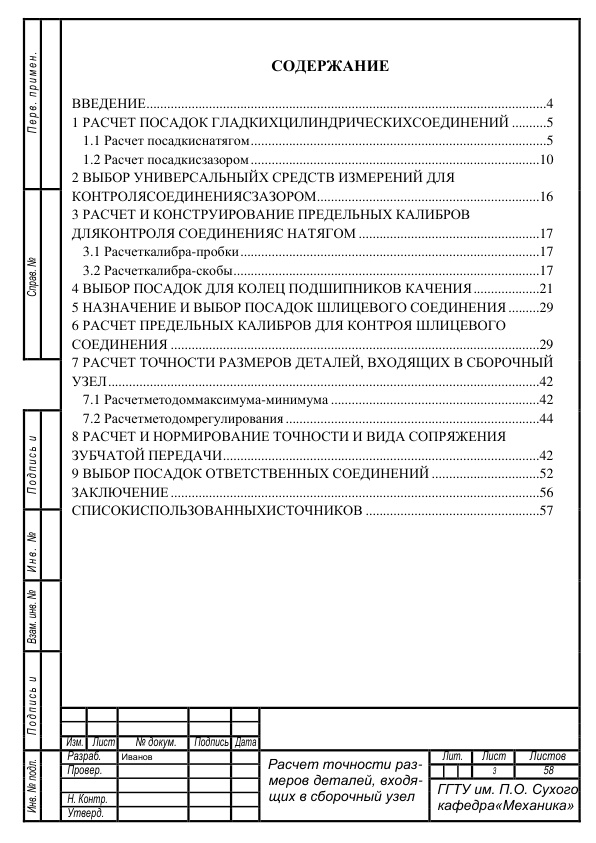 СОДЕРЖАНИЕ
ВВЕДЕНИЕ....................4
1 РАСЧЕТ ПОСАДОК ГЛАДКИХЦИЛИНДРИЧЕСКИХСОЕДИНЕНИЙ ..........5
1.1 Расчет посадкиснатягом....................5
1.2 Расчет посадкисзазором....................10
2 ВЫБОР УНИВЕРСАЛЬНЫЙХ СРЕДСТВ ИЗМЕРЕНИЙ ДЛЯ
КОНТРОЛЯСОЕДИНЕНИЯСЗАЗОРОМ....................16
3 РАСЧЕТ И КОНСТРУИРОВАНИЕ ПРЕДЕЛЬНЫХ КАЛИБРОВ
ДЛЯКОНТРОЛЯ СОЕДИНЕНИЯС НАТЯГОМ ....................17
3.1 Расчеткалибра-пробки....................17
3.2 Расчеткалибра-скобы....................17
4 ВЫБОР ПОСАДОК ДЛЯ КОЛЕЦ ПОДШИПНИКОВ КАЧЕНИЯ....................21
5 НАЗНАЧЕНИЕ И ВЫБОР ПОСАДОК ШЛИЦЕВОГО СОЕДИНЕНИЯ .........29
6 РАСЧЕТ ПРЕДЕЛЬНЫХ КАЛИБРОВ ДЛЯ КОНТРОЯ ШЛИЦЕВОГО
СОЕДИНЕНИЯ ....................29
7 РАСЧЕТ ТОЧНОСТИ РАЗМЕРОВ ДЕТАЛЕЙ, ВХОДЯЩИХ В СБОРОЧНЫЙ
УЗЕЛ....................42
7.1 Расчетметодоммаксимума-минимума ....................42
7.2 Расчетметодомрегулирования....................44
8 РАСЧЕТ И НОРМИРОВАНИЕ ТОЧНОСТИ И ВИДА СОПРЯЖЕНИЯ
ЗУБЧАТОЙ ПЕРЕДАЧИ....................42
9 ВЫБОР ПОСАДОК ОТВЕТСТВЕННЫХ СОЕДИНЕНИЙ ....................52
ЗАКЛЮЧЕНИЕ ....................56
СПИСОКИСПОЛЬЗОВАННЫХИСТОЧНИКОВ ....................57
Перв. примен.
Справ. №
Подпись и
Инв. №
Взам. инв. №
Подпись и
Инв. № подл.
Изм. Лист № докум. Подпись Дата
Разраб. Иванов
Провер.
Н. Контр.
Утверд.
Расчет точности раз-
меров деталей, входя-
щих в сборочный узел
Лит. Лист Листов
3 58
ГГТУ им. П.О. Сухого
кафедра«Механика»